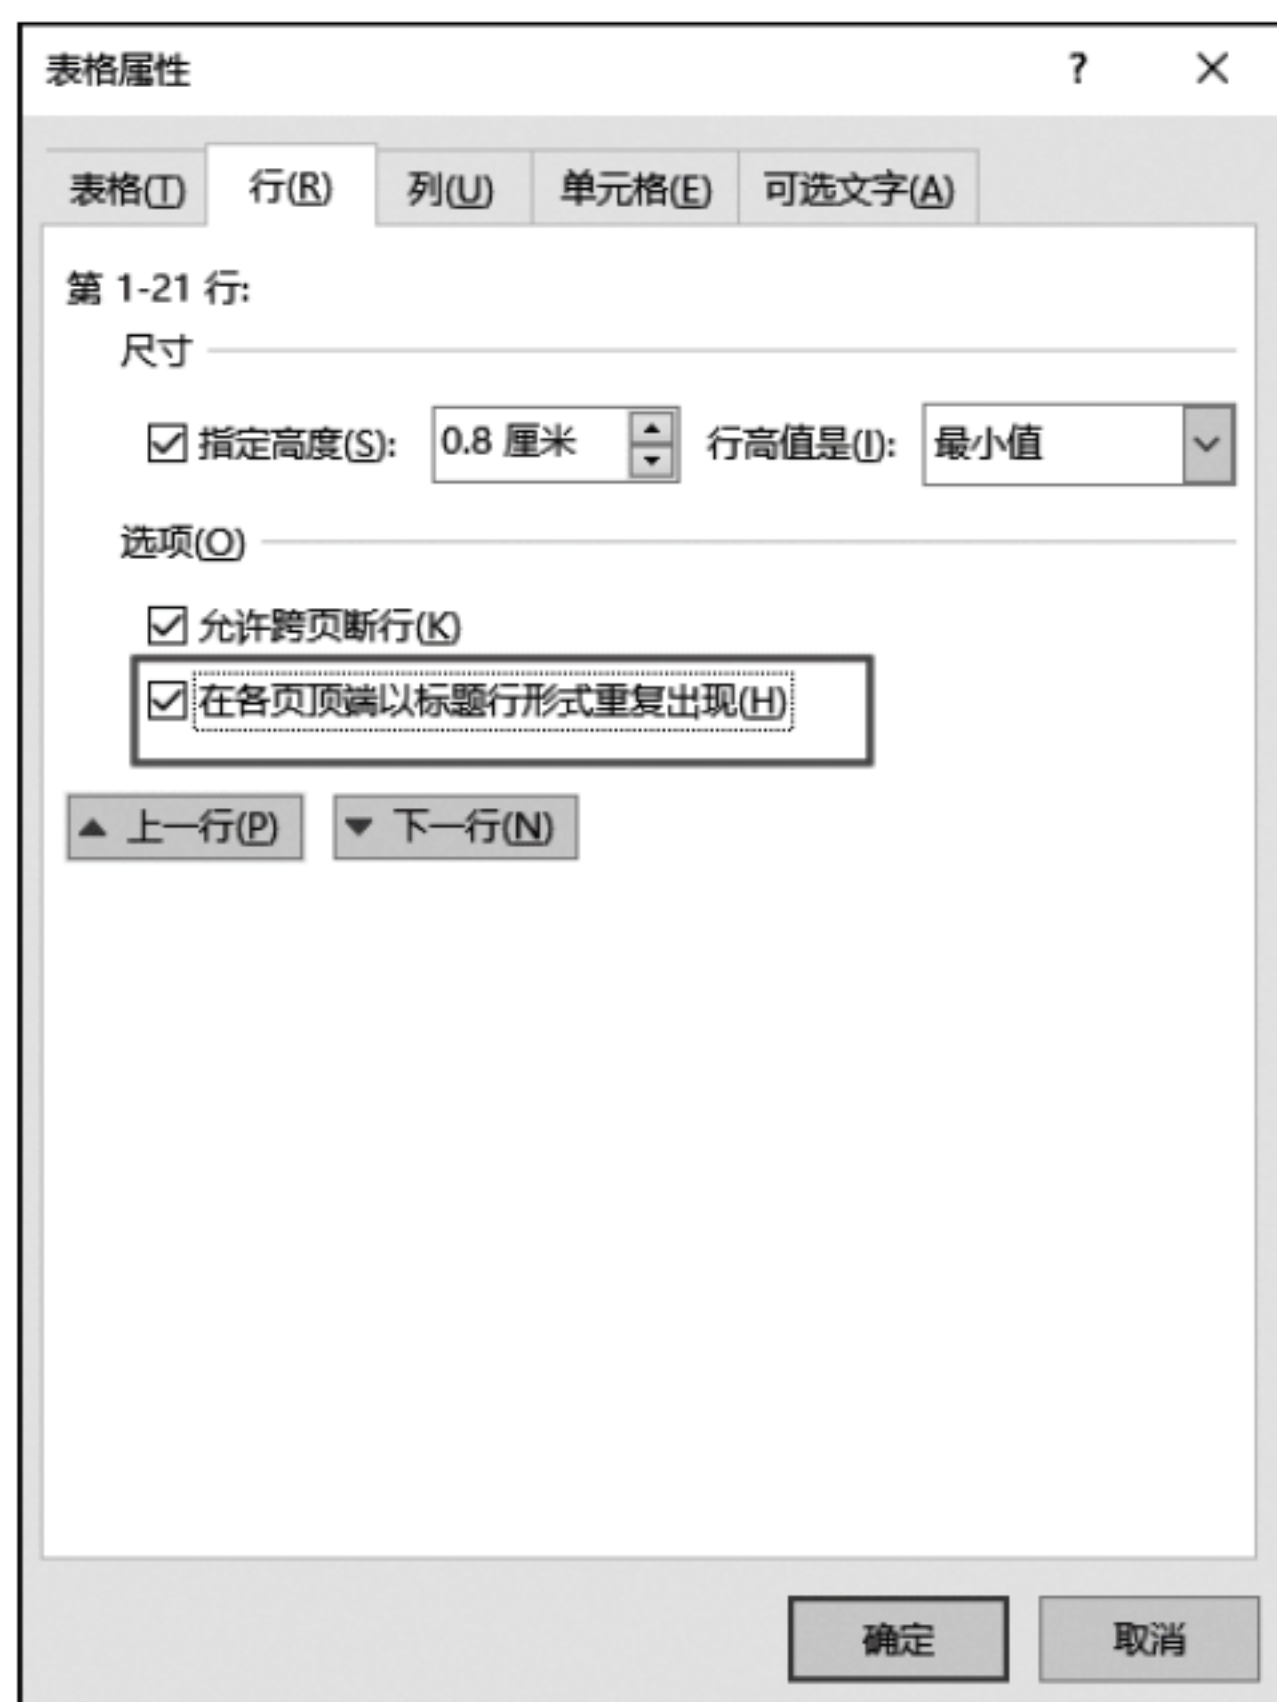 表格属性 ?
表格(T) 行(R) 列(U) 单元格(E) 可选文字(A)
第 1-21 行:
尺寸
指定高度(S): 0.8 厘米 行高值是(I): 最小值
选项(O)
允许跨页断行(K)
在各页顶端以标题行形式重复出现(H)
上一行(P) 下一行(N)
确定 取消